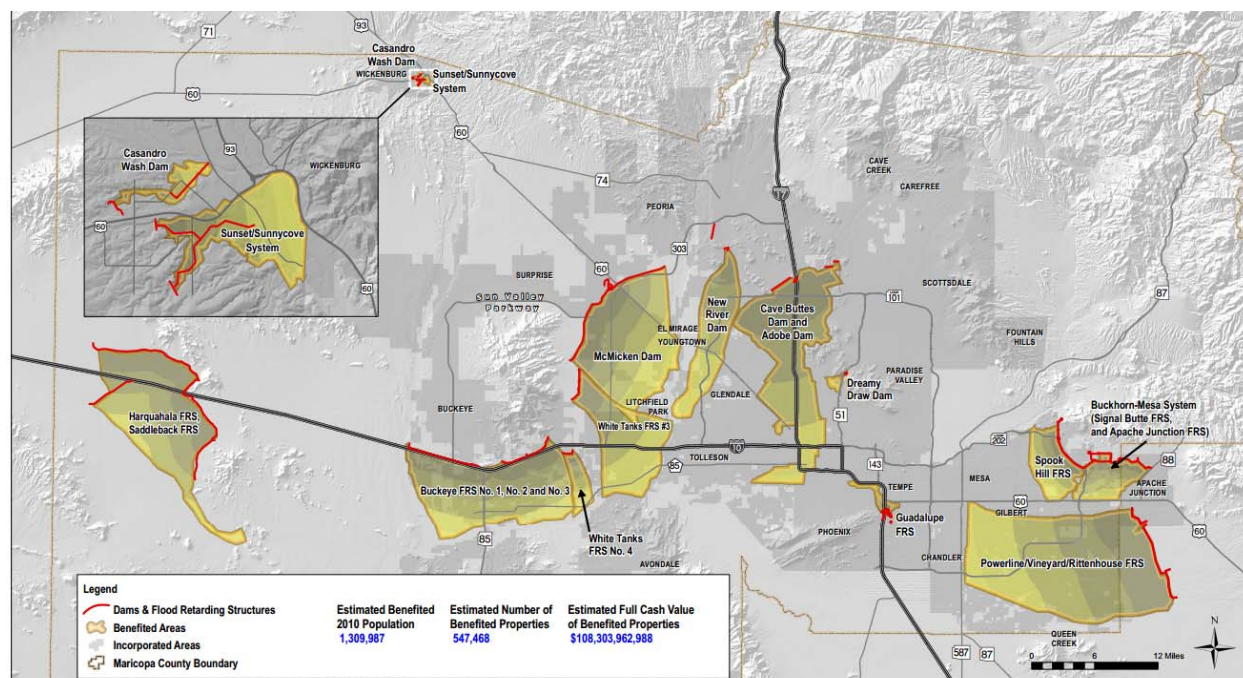 93
71
Casandro
Wash Dam
WICKENBURG
Sunset/Sunnycove
System
60
60
Casandro
Wash Dam
93
WICKENBURG
60
Sunset/Sunnycove
System
60
17
74
PEORIA
CAVE
CREEK
CAREFREE
303
SURPRISE
60
Sun Valley
Parkway
SCOTTSDALE
101
87
New
River
Dam
Cave Buttes
Dam and
Adobe Dam
EL MIRAGE
YOUNGTOWN
McMicken Dam
FOUNTAIN
HILLS
PARADISE
VALLEY
Dreamy
Draw Dam
GLENDALE
51
LITCHFIELD
PARK
BUCKEYE
Harquahala FRS,
Saddleback FRS
White Tanks FRS #3
Buckhorn-Mesa System
(Signal Butte FRS,
and Apache Junction FRS)
10
85
TOLLESON
143
202
88
Spook
Hill FRS
MESA
APACHE
JUNCTION
TEMPE
60
GILBERT
Buckeye FRS No. 1, No. 2 and No. 3
85
White Tanks
FRS No. 4
AVONDALE
PHOENIX
Guadalupe
FRS
CHANDLER
60
Powerline/Vineyard/Rittenhouse FRS
QUEEN
CREEK
587
87
Legend
Dams & Flood Retarding Structures
Benefited Areas
Incorporated Areas
Maricopa County Boundary
Estimated Benefited
2010 Population
1,309,987
Estimated Number of
Benefited Properties
547,468
Estimated Full Cash Value
of Benefited Properties
$108,303,962,988
N
0 6 12 Miles